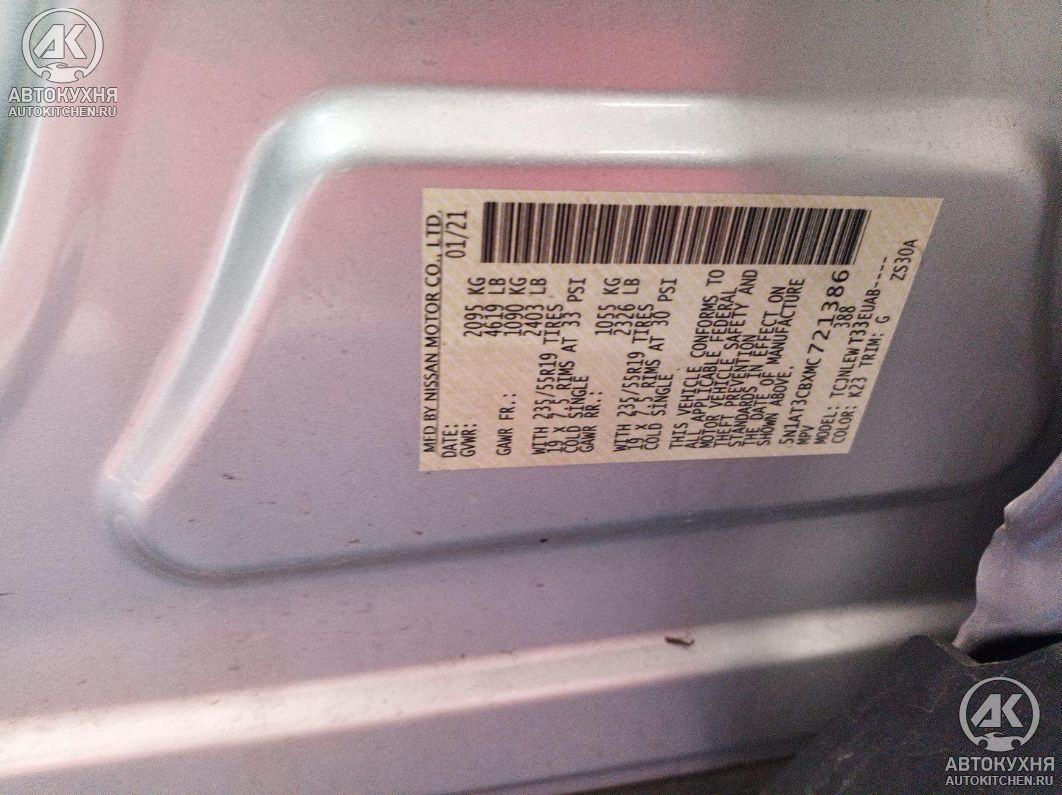 AK
АВТОКУХНЯ
AUTOKITCHEN.RU
MFD BY NISSAN MOTOR CO., LTD.
DATE: 01/21
GVWR: 2095 KG
4619 LB
GAWR FR.: 1090 KG
2403 LB
WITH 235/55R19 TIRES
19 X 7.5 RIMS AT 33 PSI
COLD SINGLE
GAWR RR.: 1055 KG
2326 LB
WITH 235/55R19 TIRES
19 X 7.5 RIMS AT 30 PSI
COLD SINGLE
THIS VEHICLE CONFORMS TO
ALL APPLICABLE FEDERAL
MOTOR VEHICLE SAFETY AND
THEFT PREVENTION
STANDARDS IN EFFECT ON
THE DATE OF MANUFACTURE
SHOWN ABOVE.
5N1AT3CBXMC721386
MPV 388
MODEL: TCJNLEWT33EUAB----
COLOR: K23 TRIM: G ZS30A
AK
АВТОКУХНЯ
AUTOKITCHEN.RU